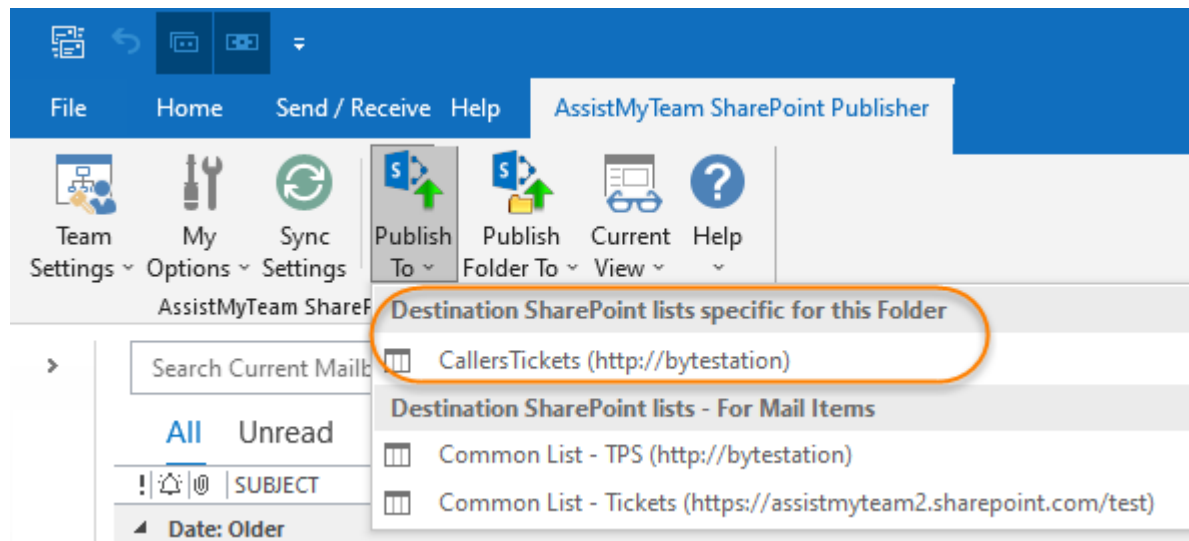 File Home Send / Receive Help AssistMyTeam SharePoint Publisher
Team Settings
My Options
Sync Settings
Publish To
Publish Folder To
Current View
Help
AssistMyTeam
Destination SharePoint lists specific for this Folder
CallersTickets (http://bytestation)
Destination SharePoint lists - For Mail Items
Common List - TPS (http://bytestation)
Common List - Tickets (https://assistmyteam2.sharepoint.com/test)
Search Current
All Unread
! SUBJECT
Date: Older